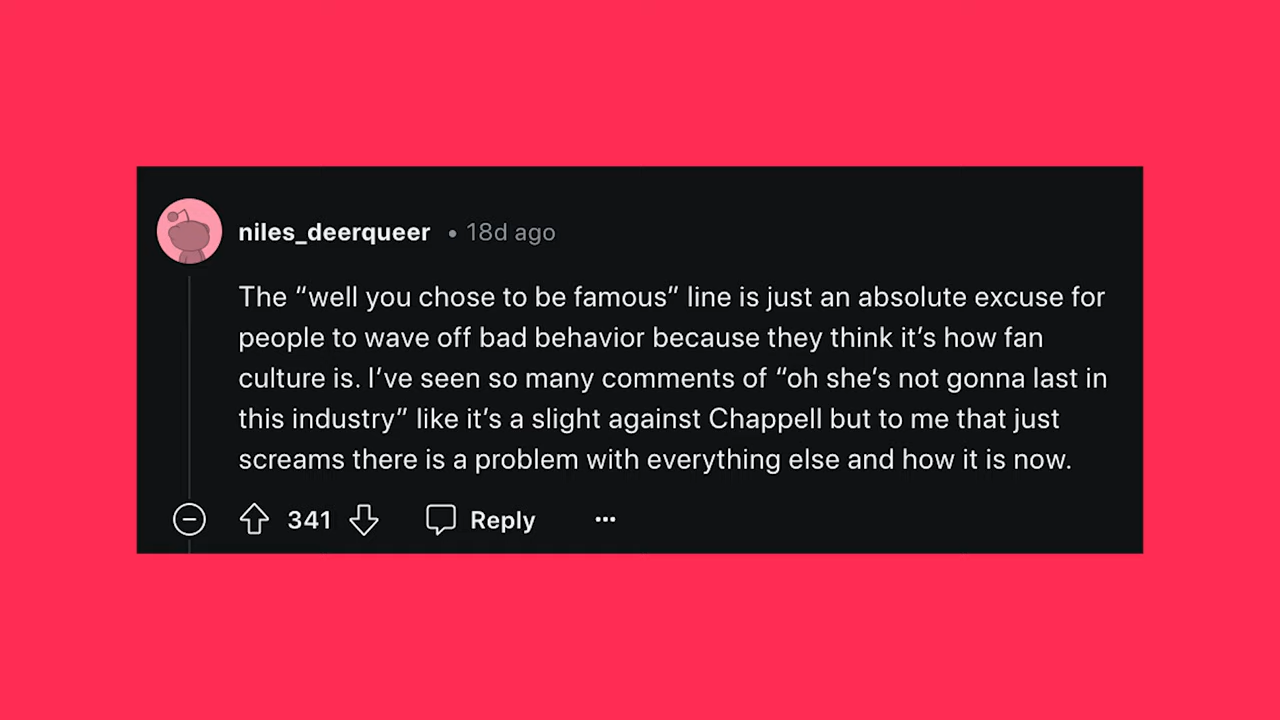 niles_deerqueer • 18d ago
The “well you chose to be famous” line is just an absolute excuse for
people to wave off bad behavior because they think it’s how fan
culture is. I’ve seen so many comments of “oh she’s not gonna last in
this industry” like it’s a slight against Chappell but to me that just
screams there is a problem with everything else and how it is now.
341 Reply ...